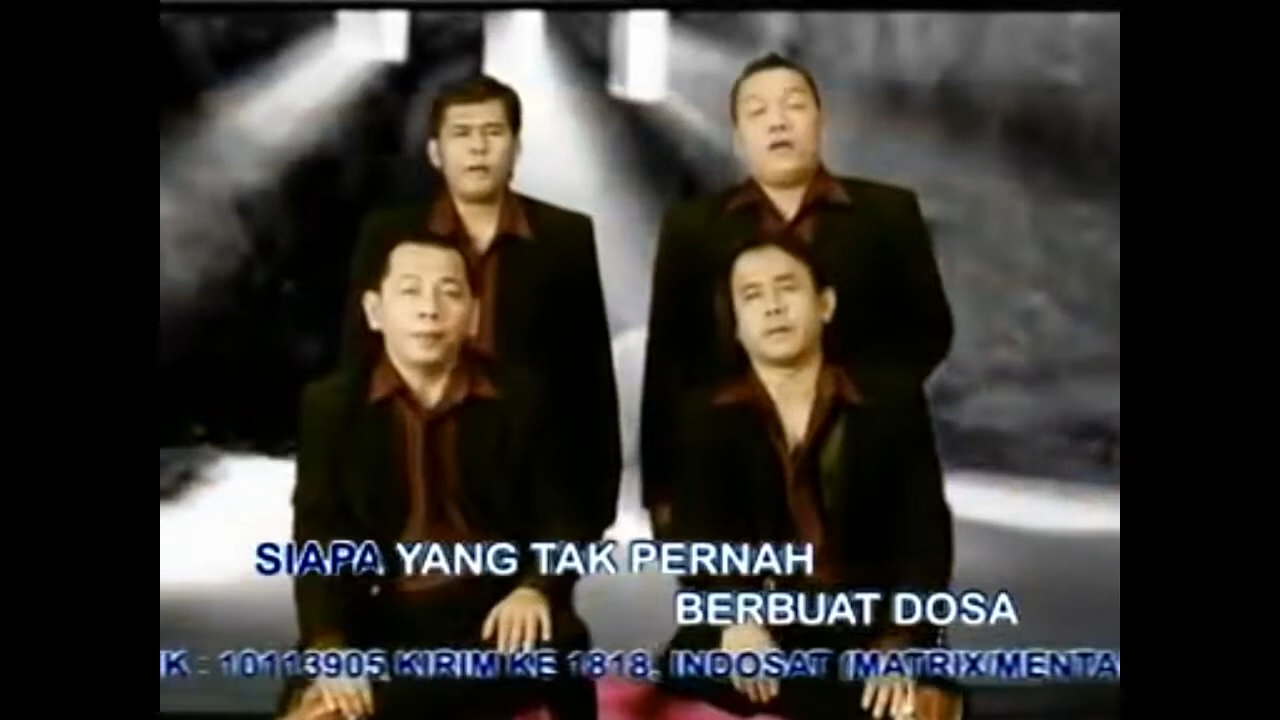 SIAPA YANG TAK PERNAH
BERBUAT DOSA
K : 10113905 KIRIM KE 1818, INDOSAT (MATRIX/MENTA